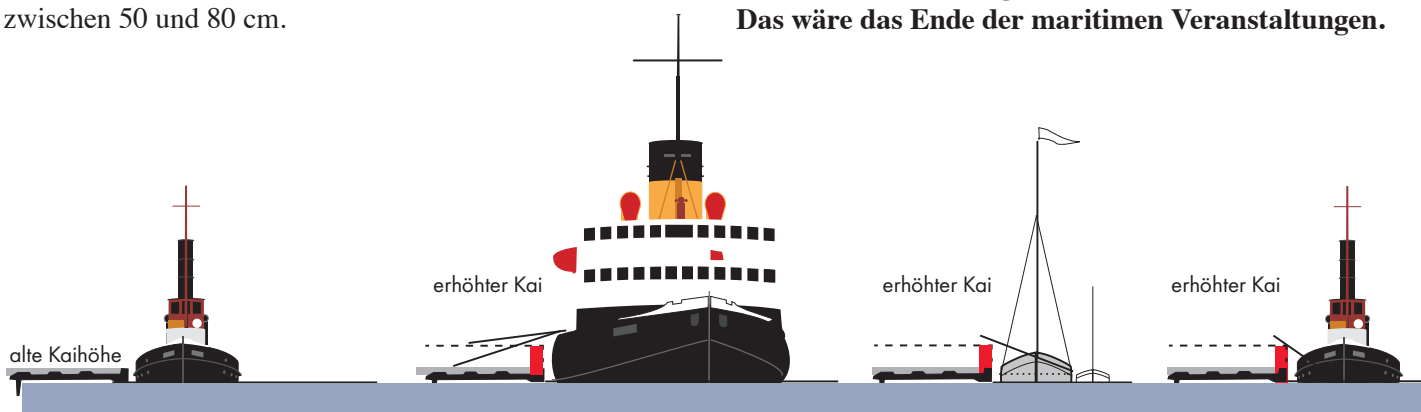 zwischen 50 und 80 cm.
Das wäre das Ende der maritimen Veranstaltungen.
alte Kaihöhe
erhöhter Kai
erhöhter Kai
erhöhter Kai